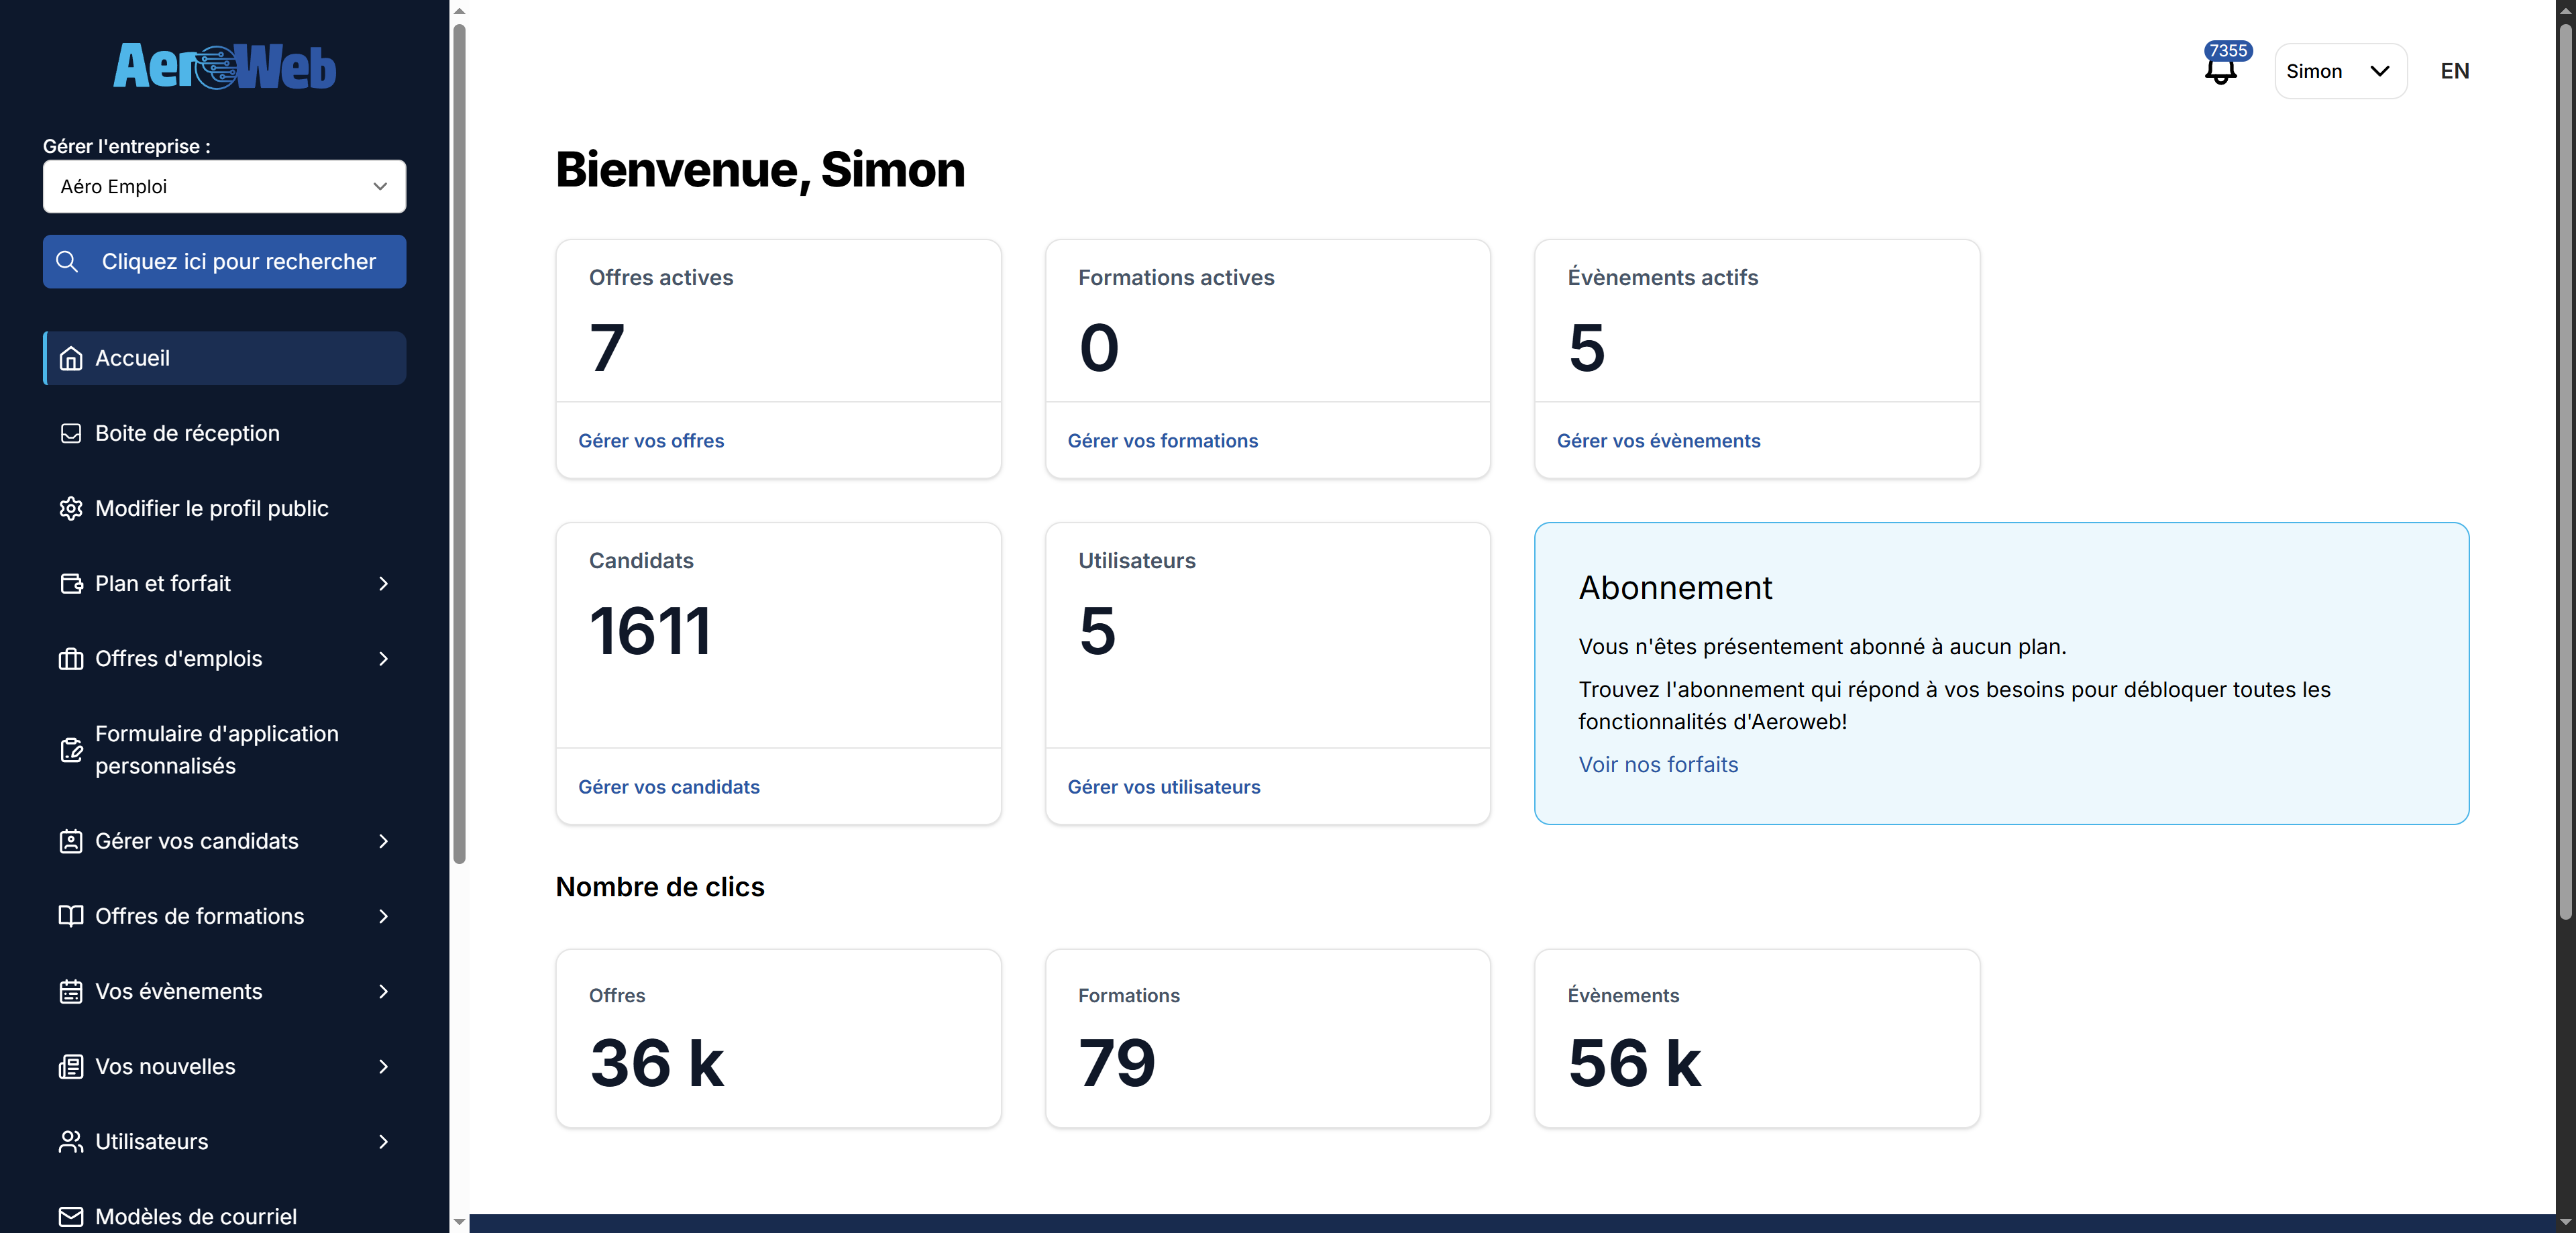 AeroWeb
Gérer l'entreprise :
Aéro Emploi
Cliquez ici pour rechercher
Accueil
Boite de réception
Modifier le profil public
Plan et forfait
Offres d'emplois
Formulaire d'application
personnalisés
Gérer vos candidats
Offres de formations
Vos évènements
Vos nouvelles
Utilisateurs
Modèles de courriel
7355
Simon
EN
Bienvenue, Simon
Offres actives
7
Gérer vos offres
Formations actives
0
Gérer vos formations
Évènements actifs
5
Gérer vos évènements
Candidats
1611
Gérer vos candidats
Utilisateurs
5
Gérer vos utilisateurs
Abonnement
Vous n'êtes présentement abonné à aucun plan.
Trouvez l'abonnement qui répond à vos besoins pour débloquer toutes les
fonctionnalités d'Aeroweb!
Voir nos forfaits
Nombre de clics
Offres
36 k
Formations
79
Évènements
56 k